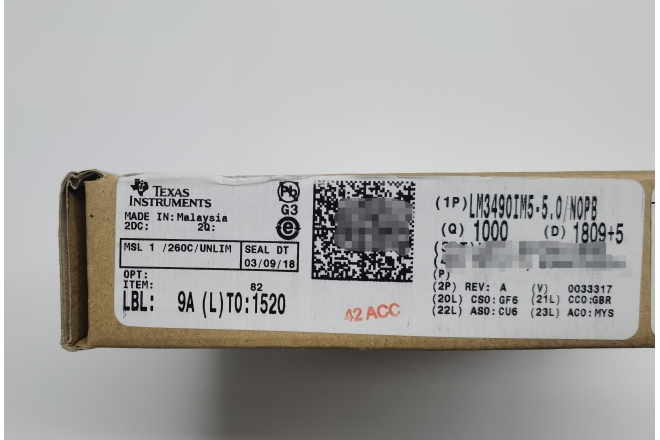 TEXAS
INSTRUMENTS
MADE IN: Malaysia
2DC: 2Q:
Pb
G3
e
MSL 1 /260C/UNLIM
SEAL DT
03/09/18
OPT:
ITEM: 82
LBL: 9A (L)T0:1520
42 ACC
(1P)LM3490IM5-5.0/NOPB
(Q) 1000 (D) 1809+5
(P)
(2P) REV: A (V) 0033317
(20L) CSO:GF6 (21L) CCO:GBR
(22L) ASO:CU6 (23L) ACO:MYS